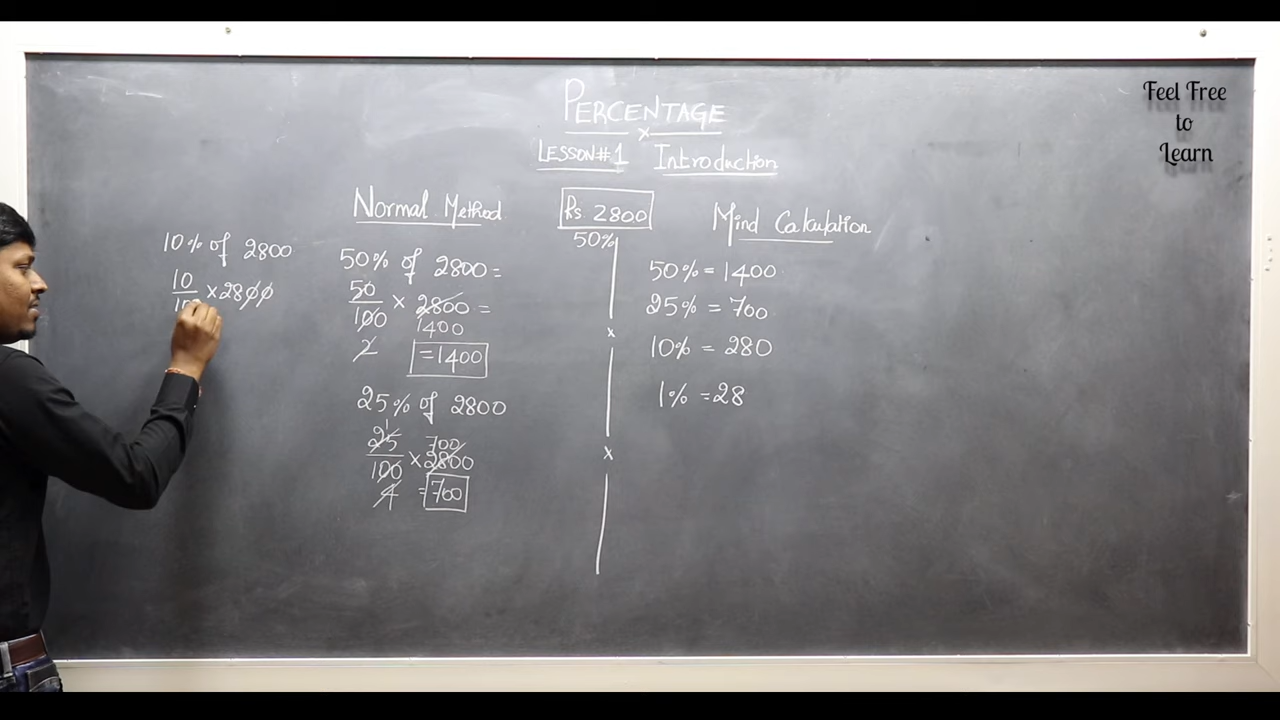 PERCENTAGE
LESSON#1 Introduction
Feel Free
to
Learn
10% of 2800
10
× 2800
Normal Method
50% of 2800 =
50
100 × 2800 =
1400
2 = 1400
25% of 2800
1 700
25
100 × 2800
4 = 700
Rs 2800
50%
×
×
Mind Calculation
50% = 1400
25% = 700
10% = 280
1% = 28